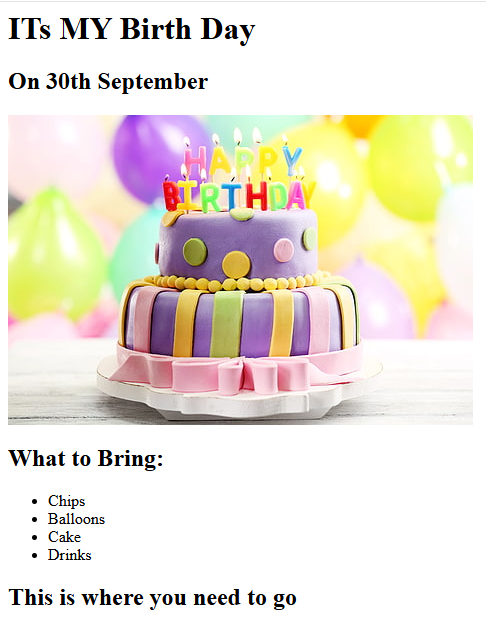 ITs MY Birth Day
On 30th September
HAPPY
BIRTHDAY
What to Bring:
Chips
Balloons
Cake
Drinks
This is where you need to go